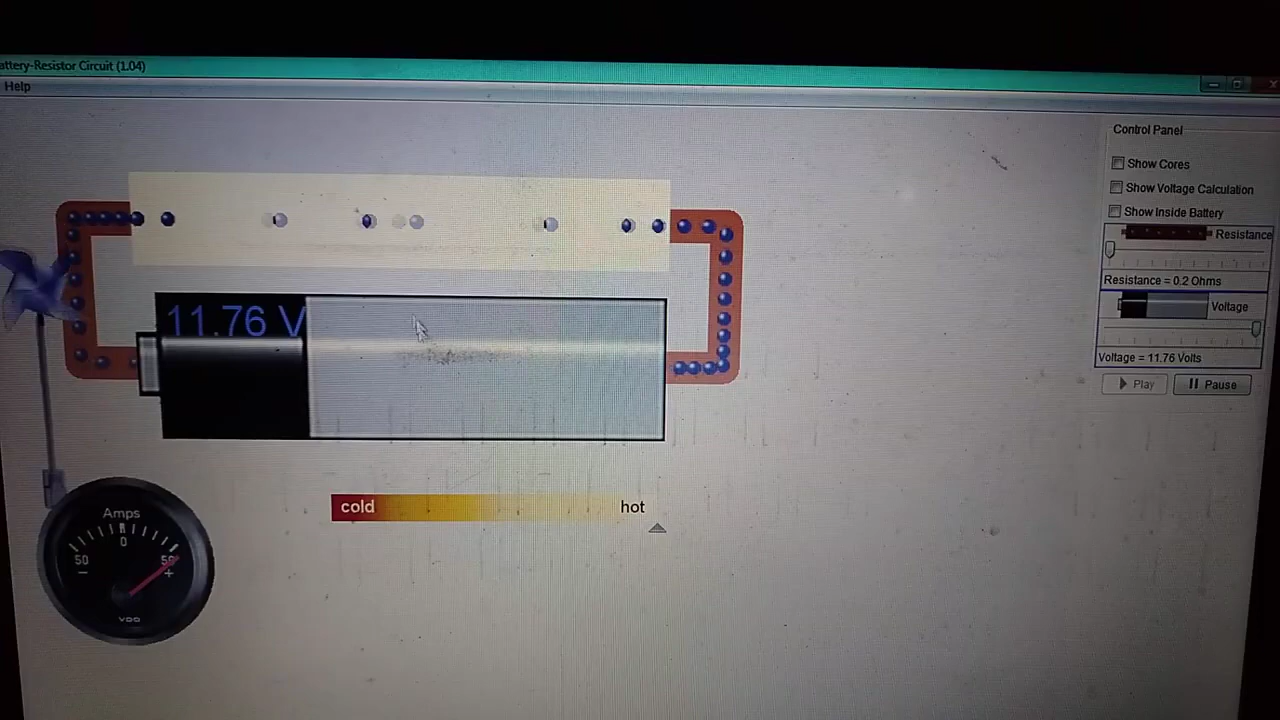 attery-Resistor Circuit (1.04)
Help
Control Panel
Show Cores
Show Voltage Calculation
Show Inside Battery
Resistance
Resistance = 0.2 Ohms
Voltage
Voltage = 11.76 Volts
Play
Pause
11.76 V
cold
hot
Amps
0
50
50
−
+
VDO